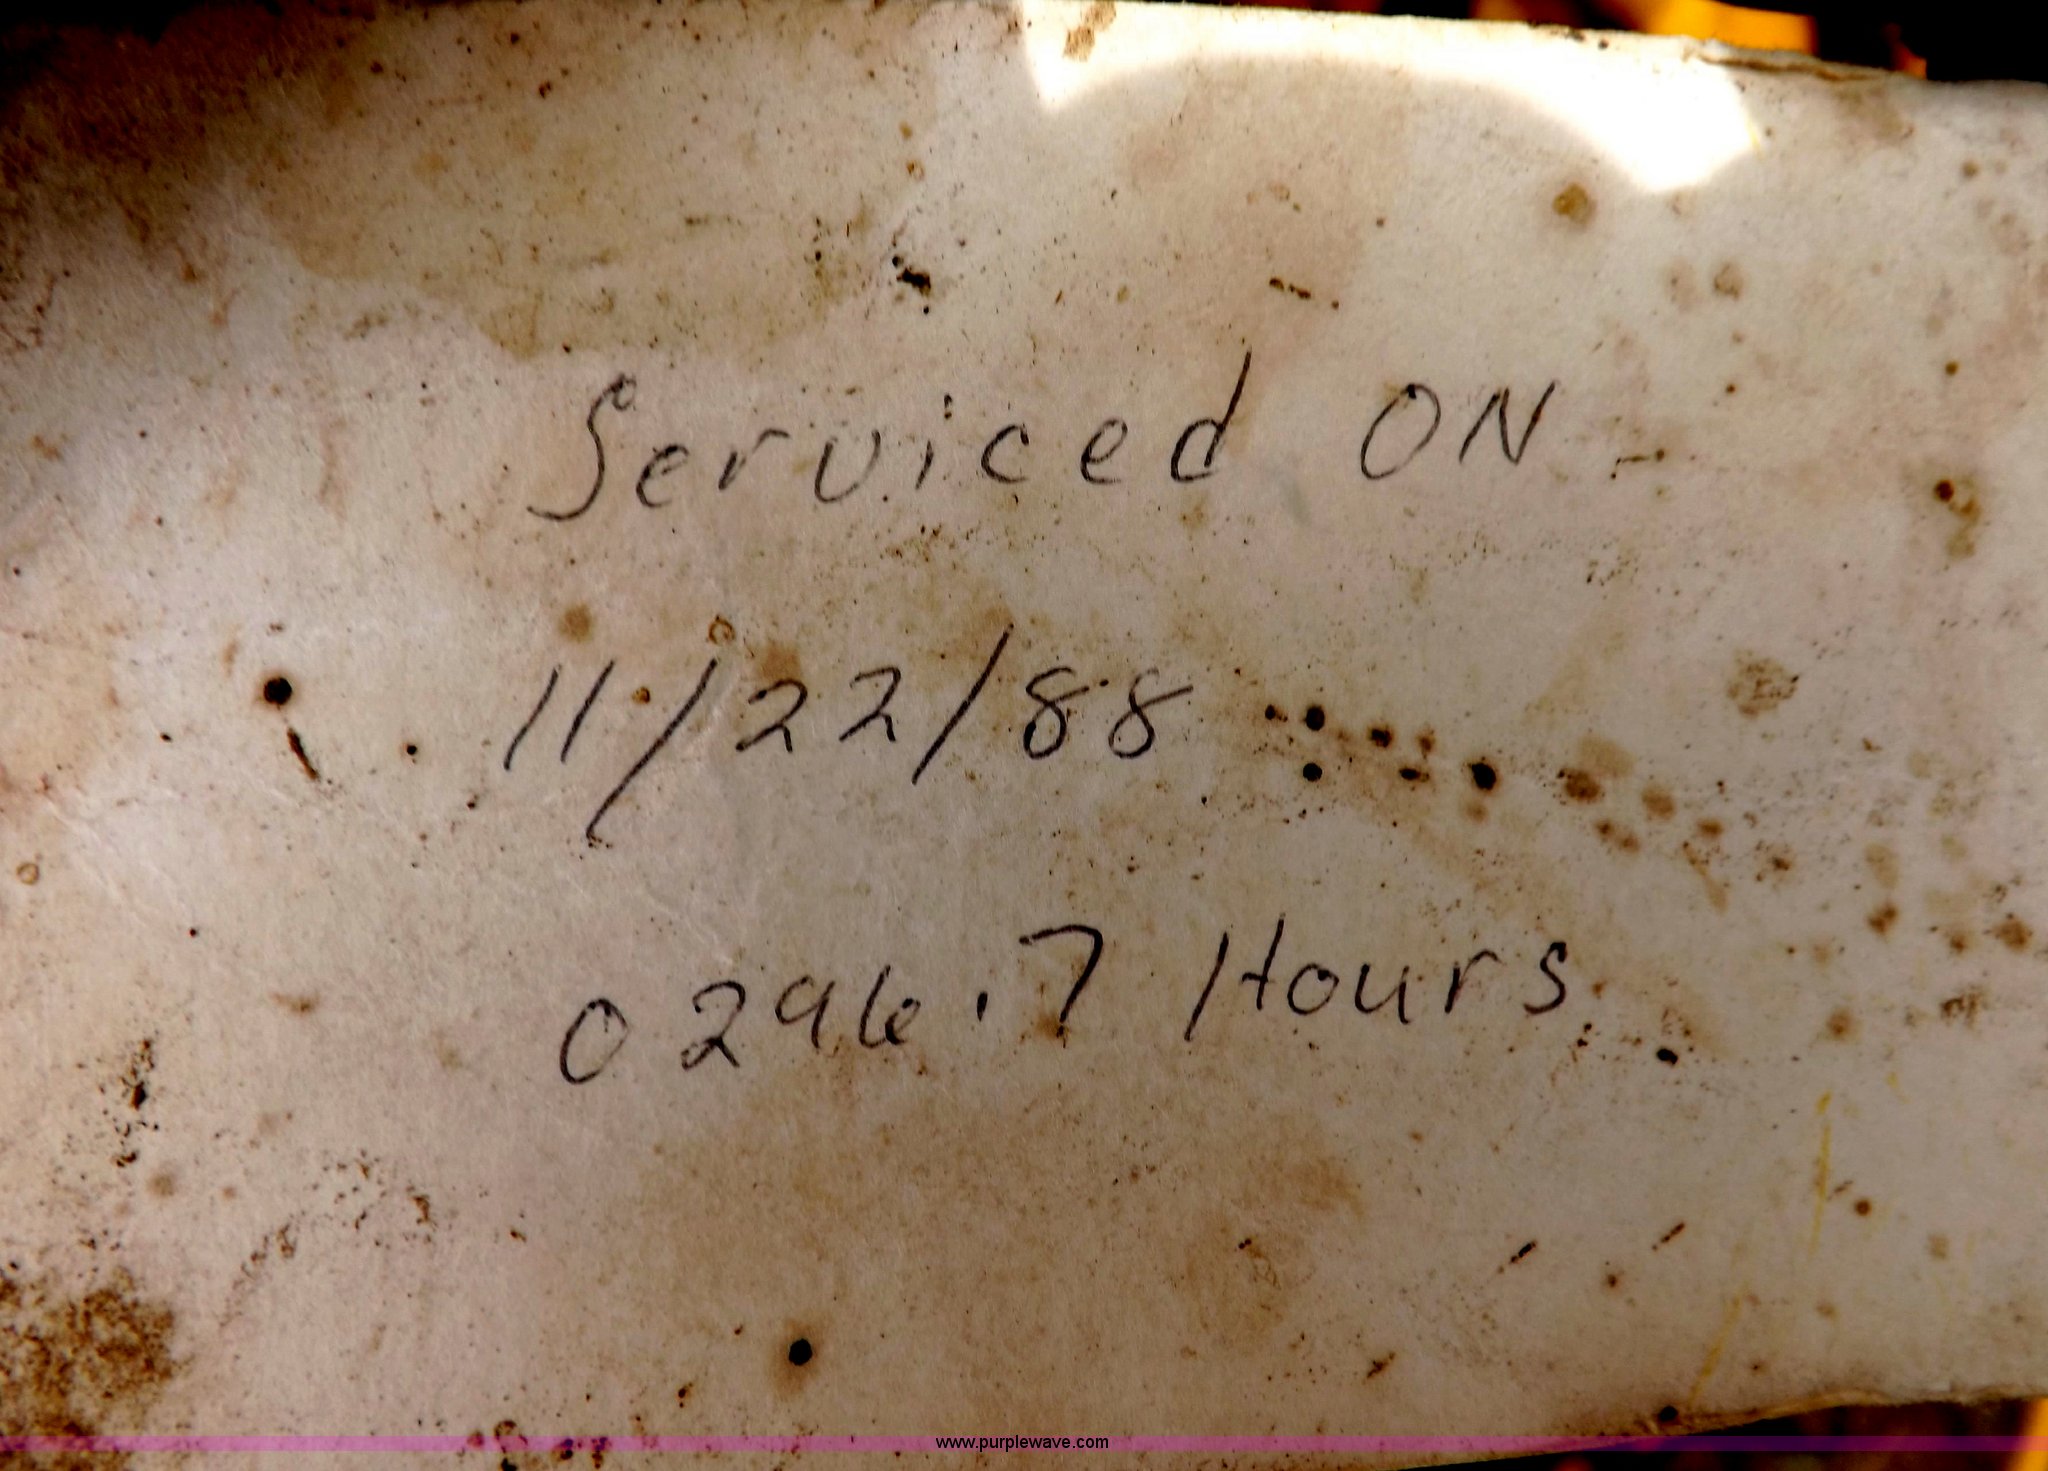 Serviced ON
11/22/88
0296.7 Hours
www.purplewave.com